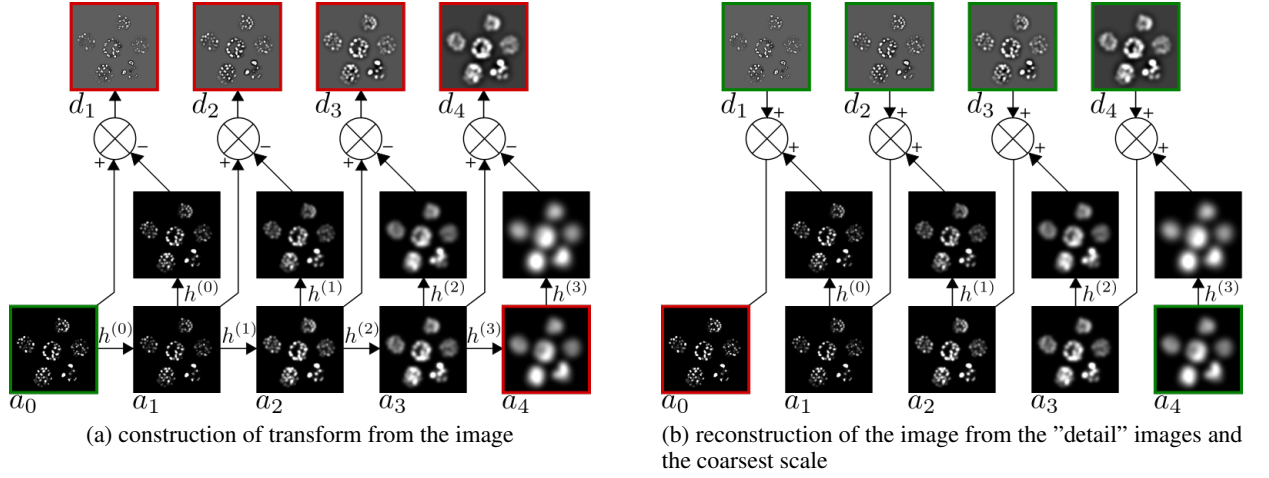 d₁ d₂ d₃ d₄
+ − + − + − + −
h⁽⁰⁾ h⁽¹⁾ h⁽²⁾ h⁽³⁾
h⁽⁰⁾ h⁽¹⁾ h⁽²⁾ h⁽³⁾
a₀ a₁ a₂ a₃ a₄
(a) construction of transform from the image
d₁ d₂ d₃ d₄
+ + + +
+ + + +
h⁽⁰⁾ h⁽¹⁾ h⁽²⁾ h⁽³⁾
a₀ a₁ a₂ a₃ a₄
(b) reconstruction of the image from the ”detail” images and
the coarsest scale